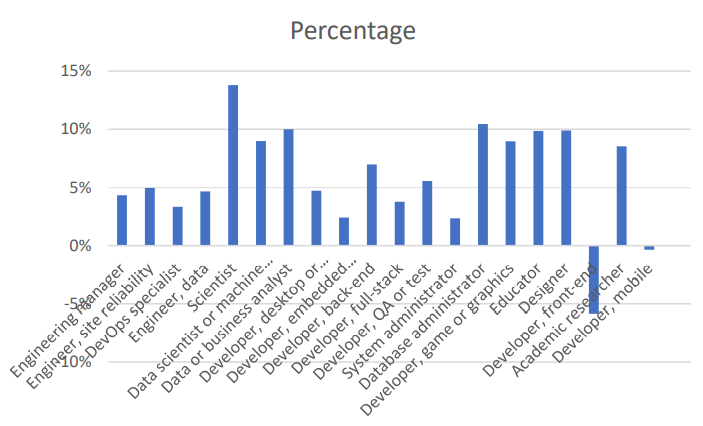 Percentage
15%
10%
5%
0%
-5%
-10%
Engineering manager
Engineer, site reliability
DevOps specialist
Engineer, data
Scientist
Data scientist or machine…
Data or business analyst
Developer, desktop or…
Developer, embedded…
Developer, back-end
Developer, full-stack
Developer, QA or test
System administrator
Database administrator
Developer, game or graphics
Educator
Designer
Developer, front-end
Academic researcher
Developer, mobile